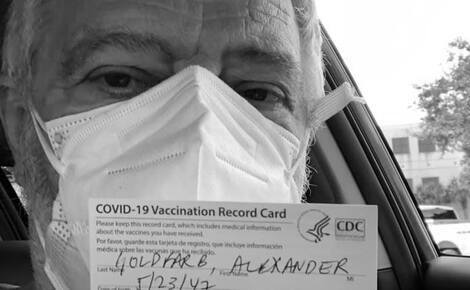 COVID-19 Vaccination Record Card
Please keep this record card, which includes medical information
about the vaccines you have received.
Por favor, guarde esta tarjeta de registro, que incluye información
médica sobre las vacunas que ha recibido.
CDC
GOLDFARB, ALEXANDER
Last Name First Name MI
5/23/47
Date of birth